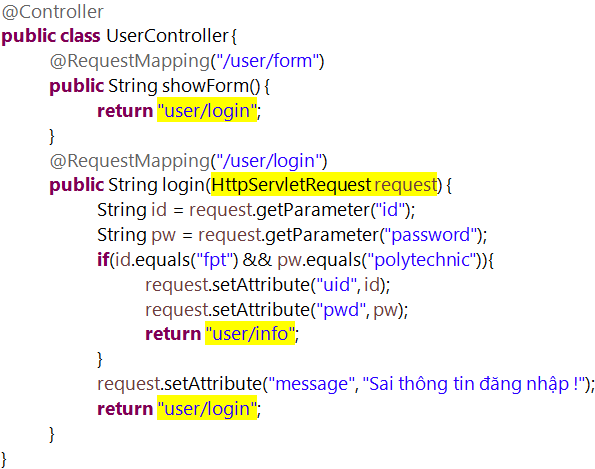 @Controller
public class UserController {
@RequestMapping("/user/form")
public String showForm() {
return "user/login";
}
@RequestMapping("/user/login")
public String login(HttpServletRequest request) {
String id = request.getParameter("id");
String pw = request.getParameter("password");
if(id.equals("fpt") && pw.equals("polytechnic")){
request.setAttribute("uid", id);
request.setAttribute("pwd", pw);
return "user/info";
}
request.setAttribute("message", "Sai thông tin đăng nhập !");
return "user/login";
}
}